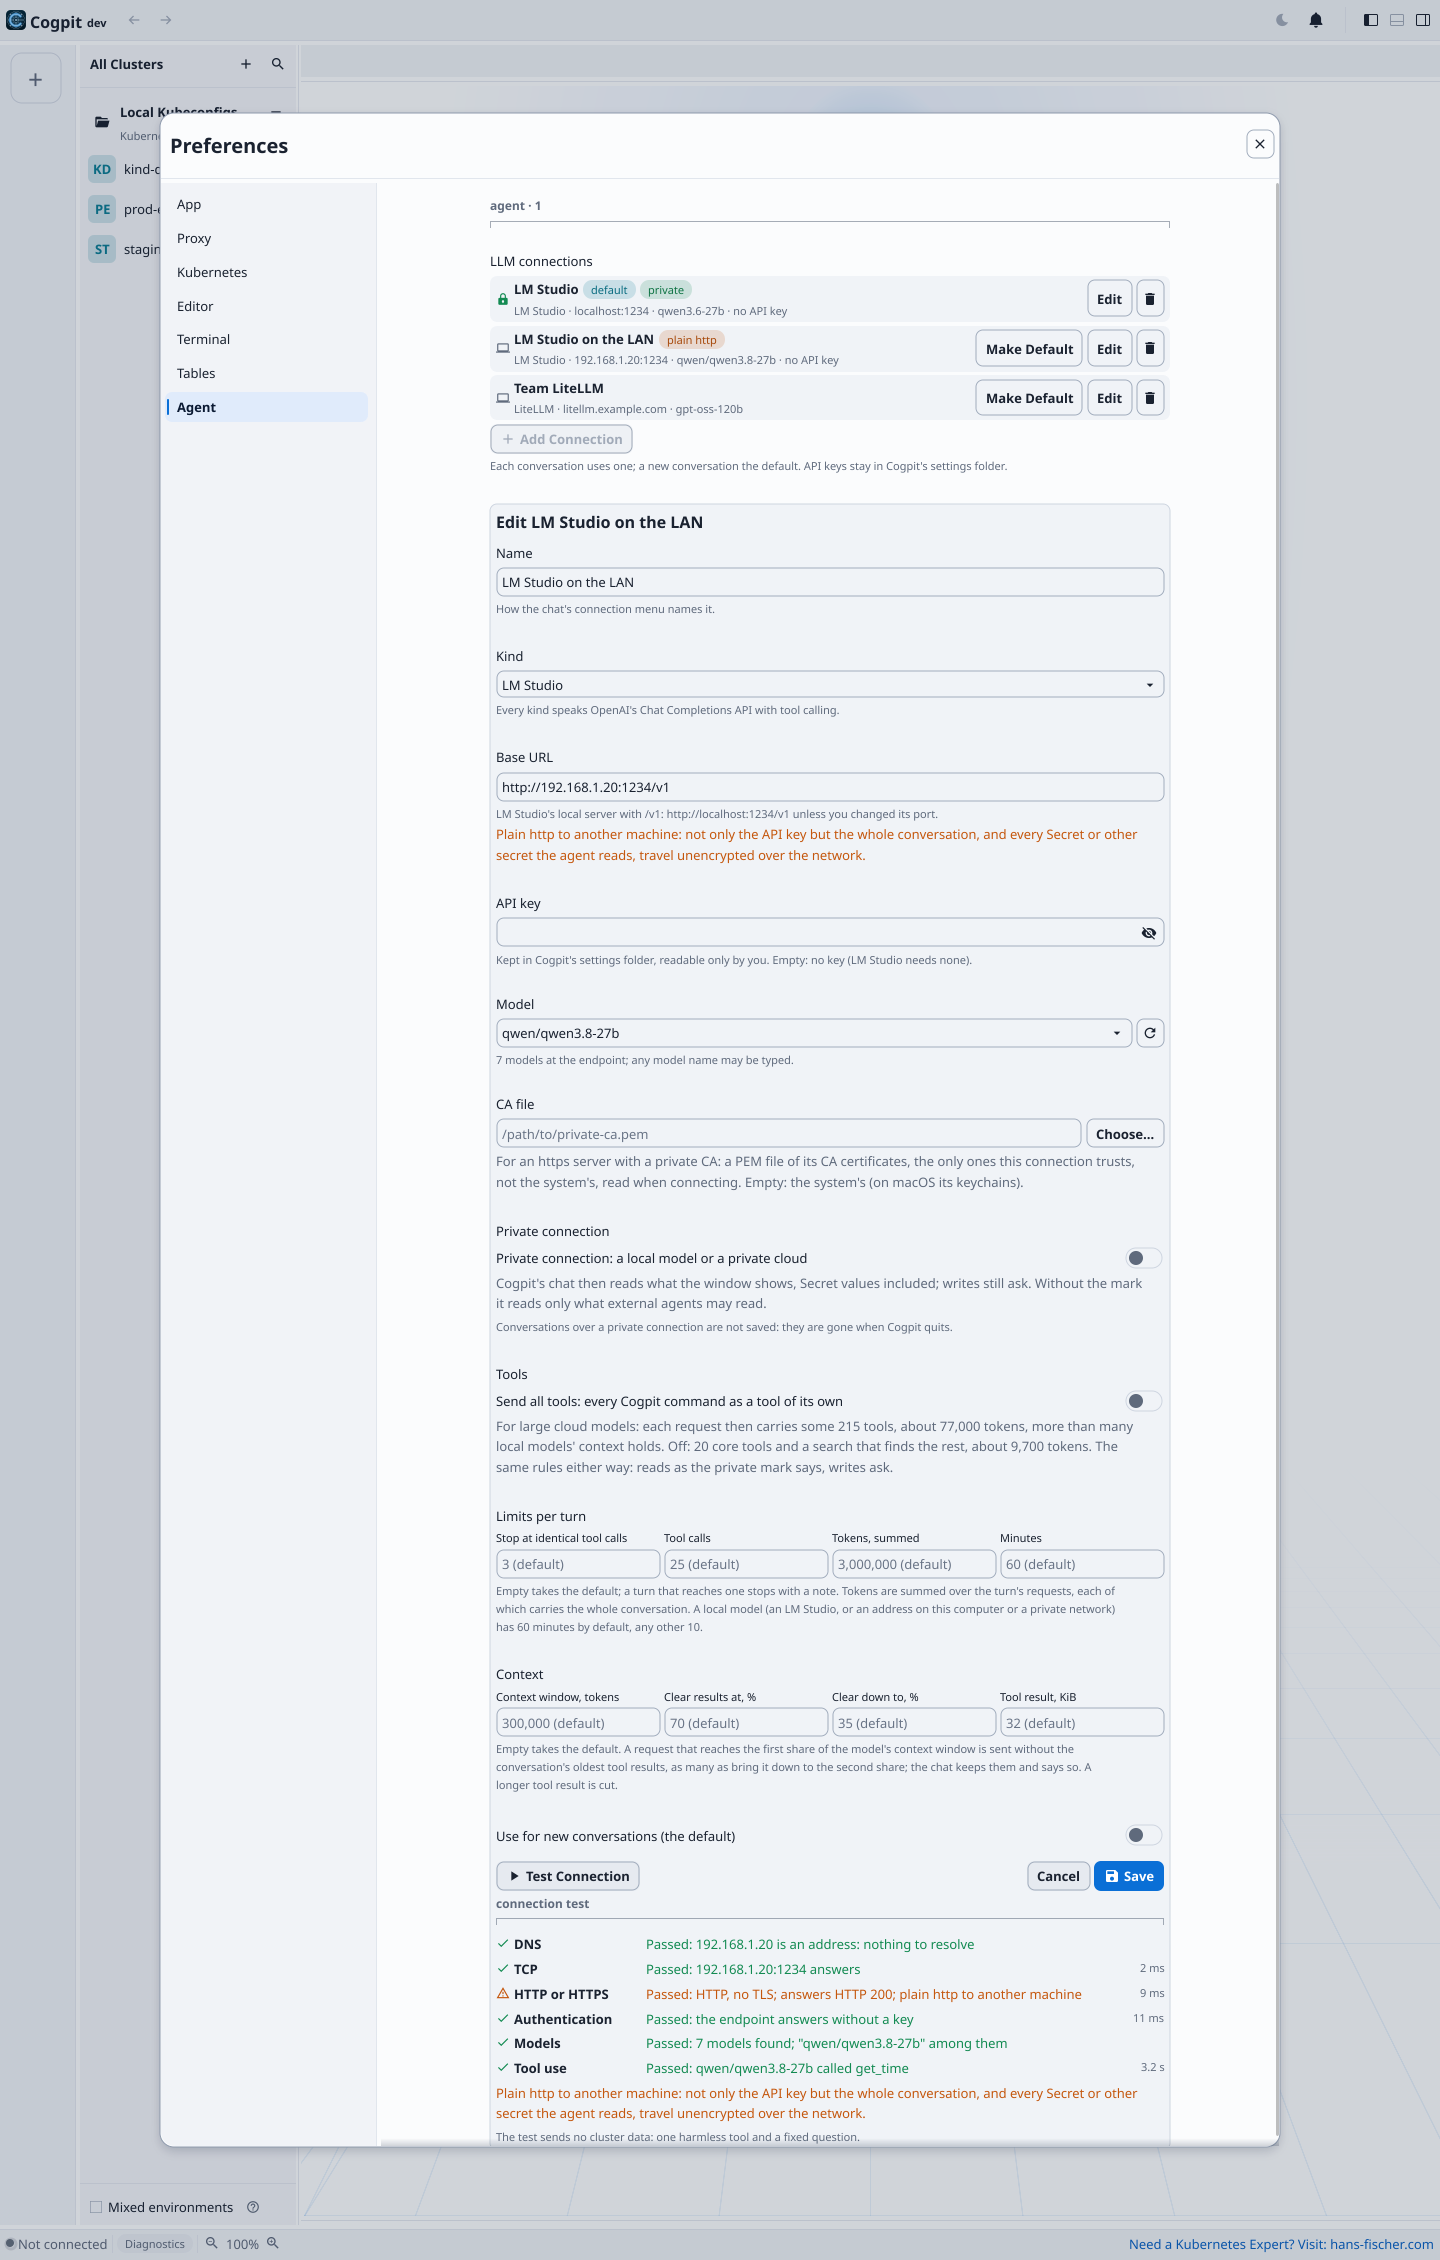 Cogpit dev
All Clusters
Local Kubeconfigs
KD kind-
PE prod-
ST
Preferences
App
Proxy
Kubernetes
Editor
Terminal
Tables
Agent
agent · 1
LLM connections
LM Studio default private
LM Studio · localhost:1234 · qwen3.6-27b · no API key
Edit
LM Studio on the LAN plain http
LM Studio · 192.168.1.20:1234 · qwen/qwen3.8-27b · no API key
Make Default Edit
Team LiteLLM
LiteLLM · litellm.example.com · gpt-oss-120b
Make Default Edit
Add Connection
Each conversation uses one; a new conversation the default. API keys stay in Cogpit's settings folder.
Edit LM Studio on the LAN
Name
LM Studio on the LAN
How the chat's connection menu names it.
Kind
LM Studio
Every kind speaks OpenAI's Chat Completions API with tool calling.
Base URL
http://192.168.1.20:1234/v1
LM Studio's local server with /v1: http://localhost:1234/v1 unless you changed its port.
Plain http to another machine: not only the API key but the whole conversation, and every Secret or other
secret the agent reads, travel unencrypted over the network.
API key
Kept in Cogpit's settings folder, readable only by you. Empty: no key (LM Studio needs none).
Model
qwen/qwen3.8-27b
7 models at the endpoint; any model name may be typed.
CA file
/path/to/private-ca.pem
Choose...
For an https server with a private CA: a PEM file of its CA certificates, the only ones this connection trusts,
not the system's, read when connecting. Empty: the system's (on macOS its keychains).
Private connection
Private connection: a local model or a private cloud
Cogpit's chat then reads what the window shows, Secret values included; writes still ask. Without the mark
it reads only what external agents may read.
Conversations over a private connection are not saved: they are gone when Cogpit quits.
Tools
Send all tools: every Cogpit command as a tool of its own
For large cloud models: each request then carries some 215 tools, about 77,000 tokens, more than many
local models' context holds. Off: 20 core tools and a search that finds the rest, about 9,700 tokens. The
same rules either way: reads as the private mark says, writes ask.
Limits per turn
Stop at identical tool calls Tool calls Tokens, summed Minutes
3 (default) 25 (default) 3,000,000 (default) 60 (default)
Empty takes the default; a turn that reaches one stops with a note. Tokens are summed over the turn's requests, each of
which carries the whole conversation. A local model (an LM Studio, or an address on this computer or a private network)
has 60 minutes by default, any other 10.
Context
Context window, tokens Clear results at, % Clear down to, % Tool result, KiB
300,000 (default) 70 (default) 35 (default) 32 (default)
Empty takes the default. A request that reaches the first share of the model's context window is sent without the
conversation's oldest tool results, as many as bring it down to the second share; the chat keeps them and says so. A
longer tool result is cut.
Use for new conversations (the default)
Test Connection Cancel Save
connection test
DNS Passed: 192.168.1.20 is an address: nothing to resolve
TCP Passed: 192.168.1.20:1234 answers 2 ms
HTTP or HTTPS Passed: HTTP, no TLS; answers HTTP 200; plain http to another machine 9 ms
Authentication Passed: the endpoint answers without a key 11 ms
Models Passed: 7 models found; "qwen/qwen3.8-27b" among them
Tool use Passed: qwen/qwen3.8-27b called get_time 3.2 s
Plain http to another machine: not only the API key but the whole conversation, and every Secret or other
secret the agent reads, travel unencrypted over the network.
The test sends no cluster data: one harmless tool and a fixed question.
Mixed environments
Not connected Diagnostics 100%
Need a Kubernetes Expert? Visit: hans-fischer.com